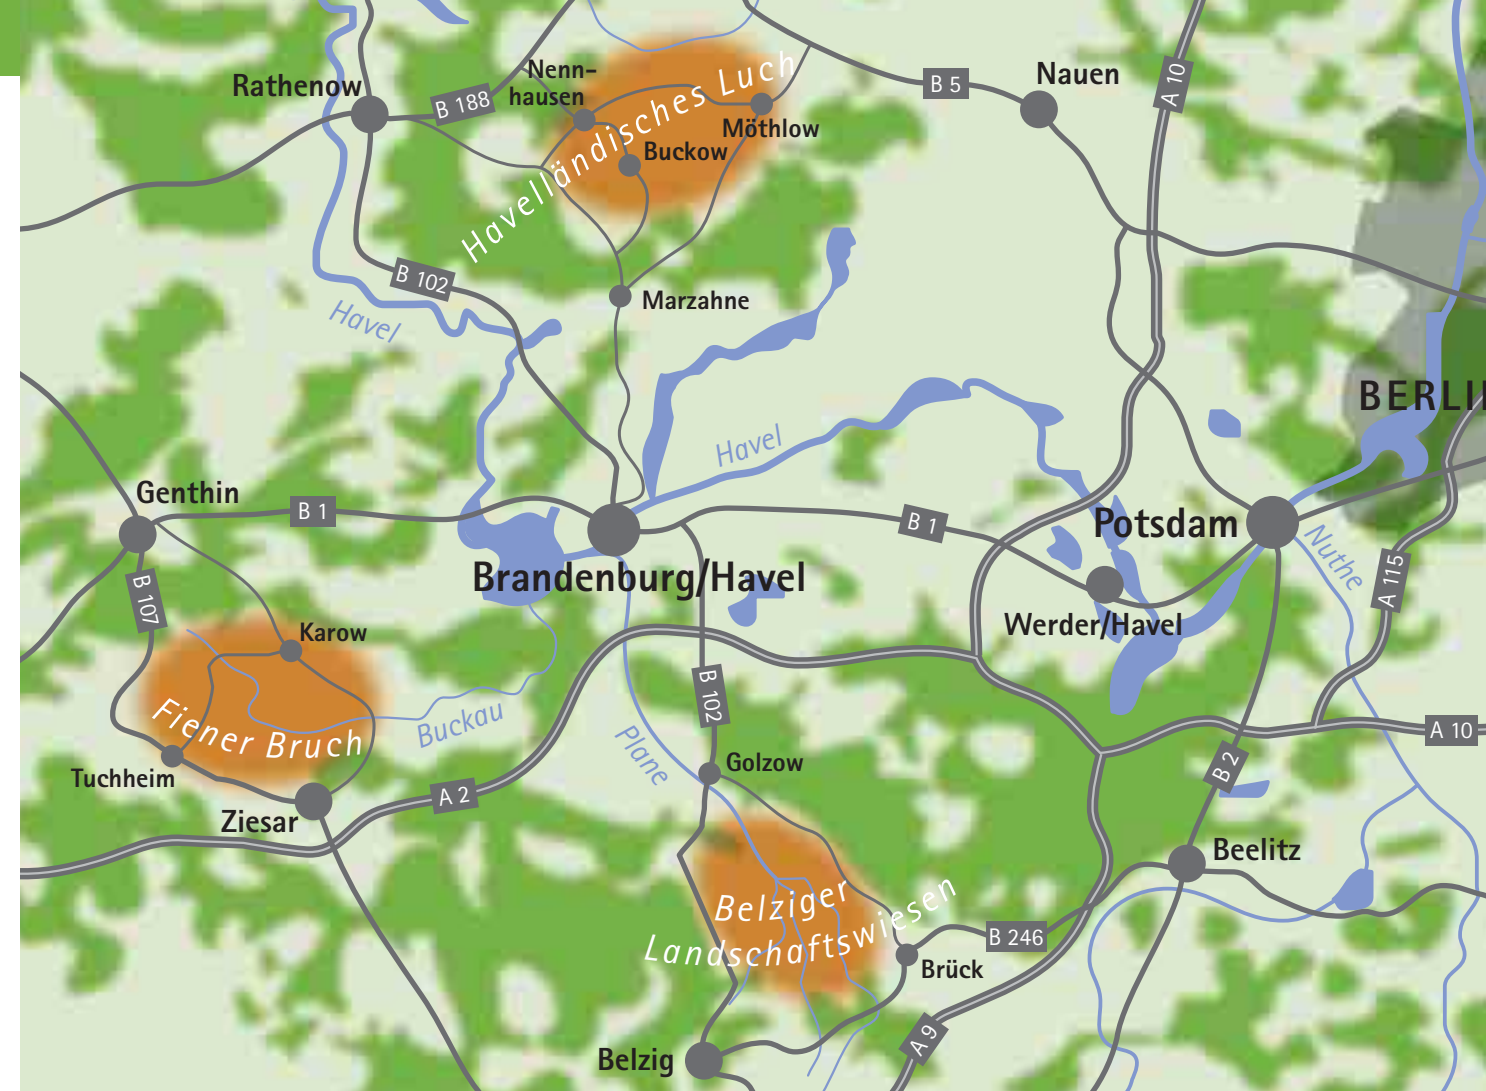 Rathenow
B 188
Nenn-
hausen
Havelländisches Luch
Möthlow
Buckow
B 5
Nauen
A 10
B 102
Havel
Marzahne
BERLI
Havel
Genthin
B 1
B 1
Potsdam
Nuthe
A 115
Brandenburg/Havel
Werder/Havel
B 107
Karow
Fiener Bruch
Buckau
Tuchheim
Ziesar
A 2
Plane
B 102
Golzow
A 10
B 2
Beelitz
Belziger
Landschaftswiesen
B 246
Brück
A 9
Belzig